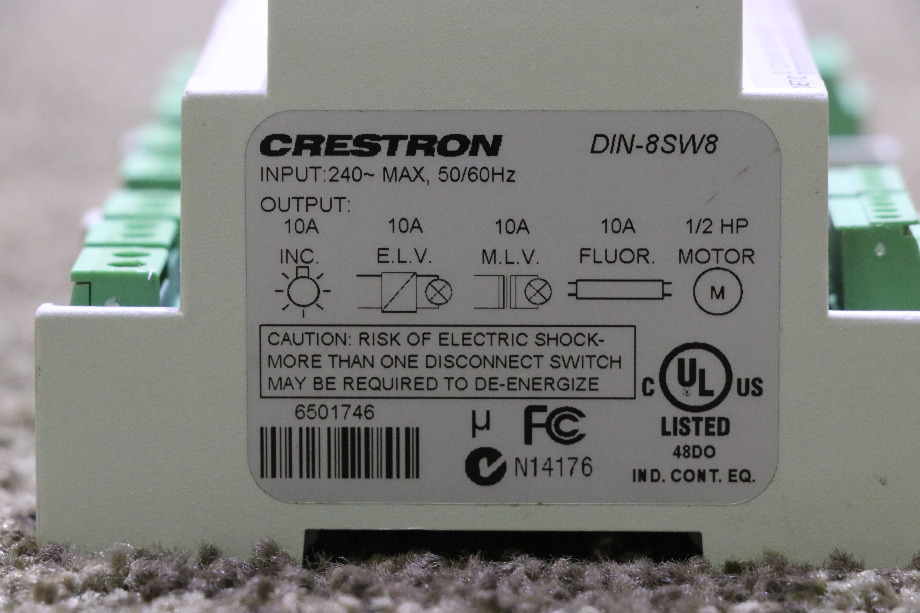 CRESTRON DIN-8SW8
INPUT:240~ MAX, 50/60Hz
OUTPUT:
10A 10A 10A 10A 1/2 HP
INC. E.L.V. M.L.V. FLUOR. MOTOR
M
CAUTION: RISK OF ELECTRIC SHOCK-
MORE THAN ONE DISCONNECT SWITCH
MAY BE REQUIRED TO DE-ENERGIZE
C UL US
LISTED
48DO
IND. CONT. EQ.
6501746
µ FC
N14176